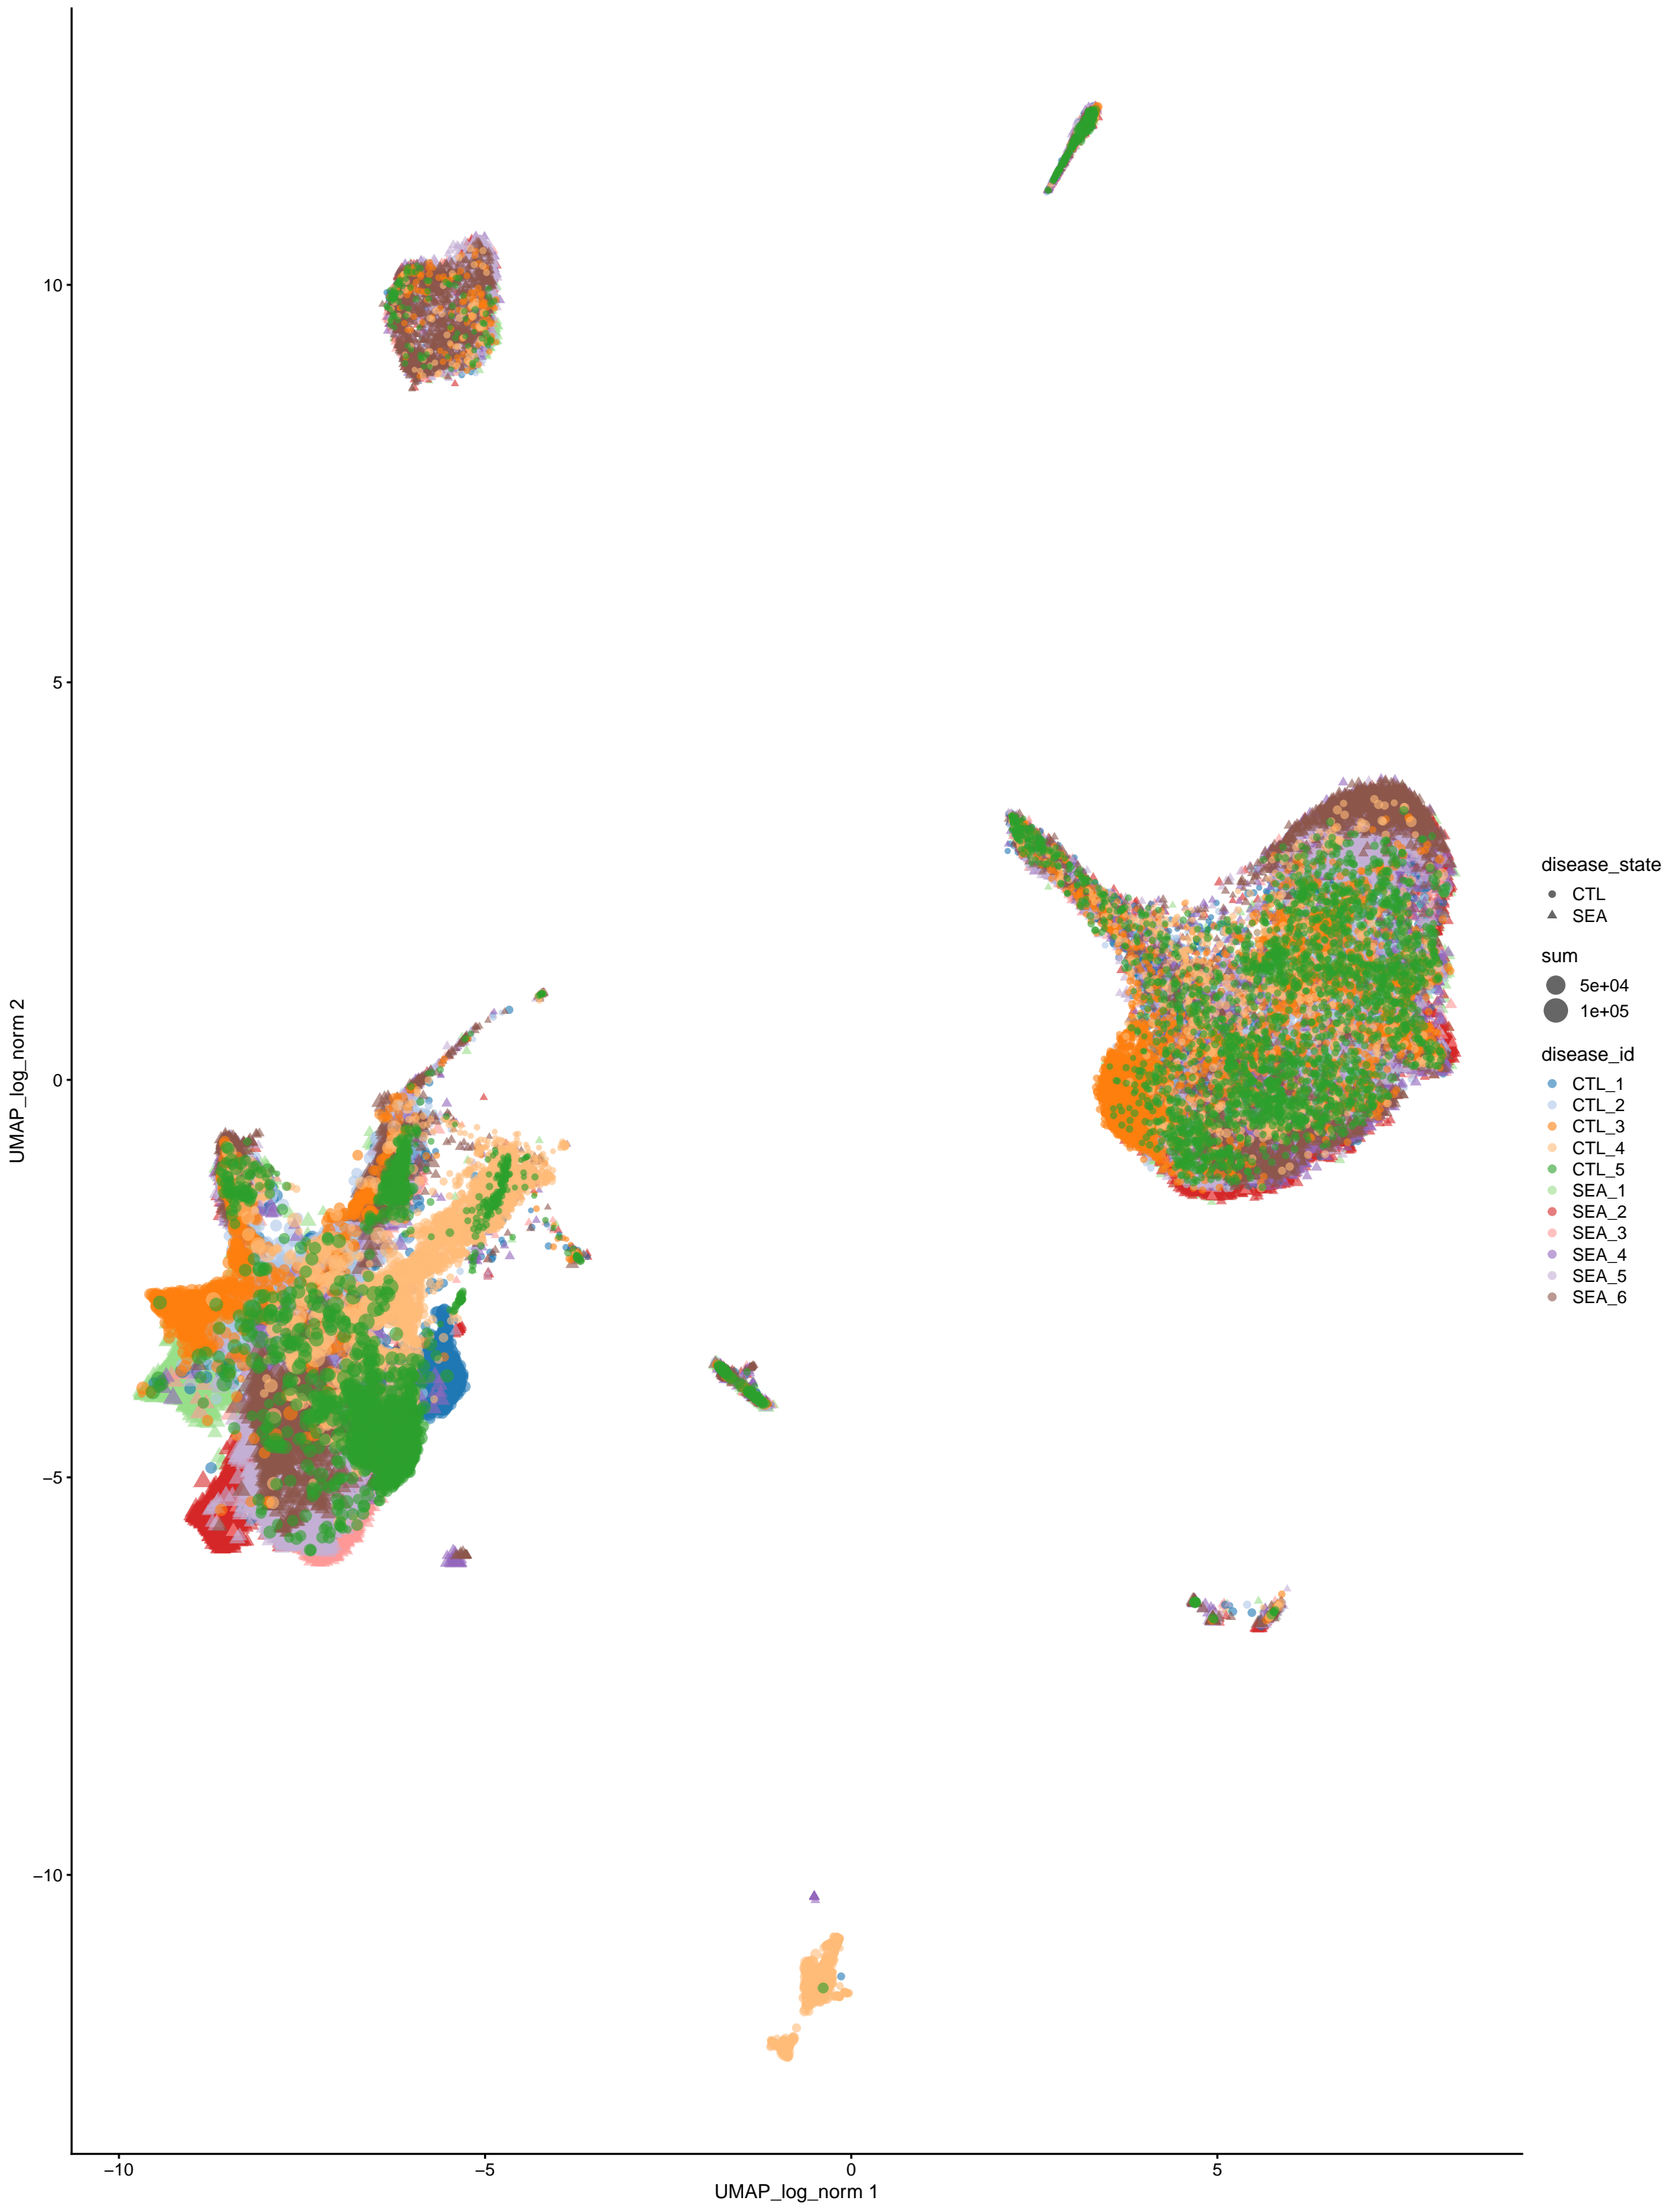 10
5
0
−5
−10
−10
−5
0
5
UMAP_log_norm 1
UMAP_log_norm 2
disease_state
CTL
SEA
sum
5e+04
1e+05
disease_id
CTL_1
CTL_2
CTL_3
CTL_4
CTL_5
SEA_1
SEA_2
SEA_3
SEA_4
SEA_5
SEA_6